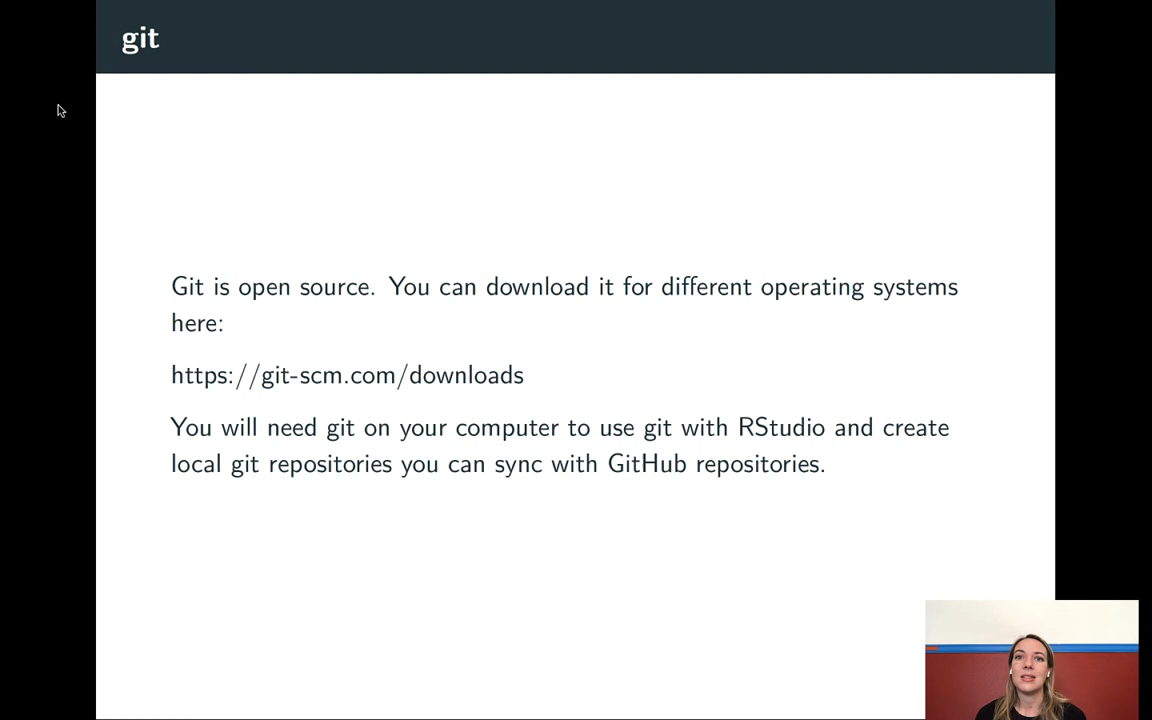 git
Git is open source. You can download it for different operating systems
here:
https://git-scm.com/downloads
You will need git on your computer to use git with RStudio and create
local git repositories you can sync with GitHub repositories.